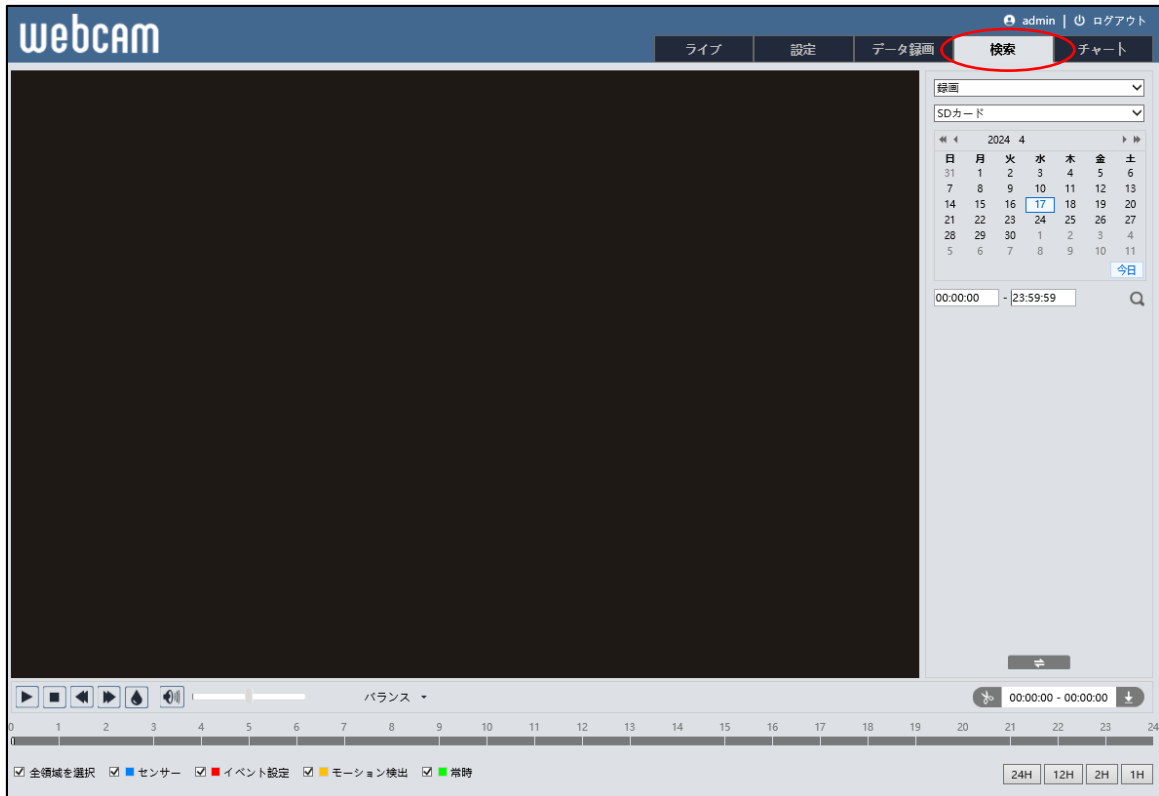 webcam
admin | ログアウト
ライブ 設定 データ録画 検索 チャート
録画
SDカード
2024 4
日 月 火 水 木 金 土
31 1 2 3 4 5 6
7 8 9 10 11 12 13
14 15 16 17 18 19 20
21 22 23 24 25 26 27
28 29 30 1 2 3 4
5 6 7 8 9 10 11
今日
00:00:00 - 23:59:59
バランス
00:00:00 - 00:00:00
0 1 2 3 4 5 6 7 8 9 10 11 12 13 14 15 16 17 18 19 20 21 22 23 24
全領域を選択 センサー イベント設定 モーション検出 常時
24H 12H 2H 1H